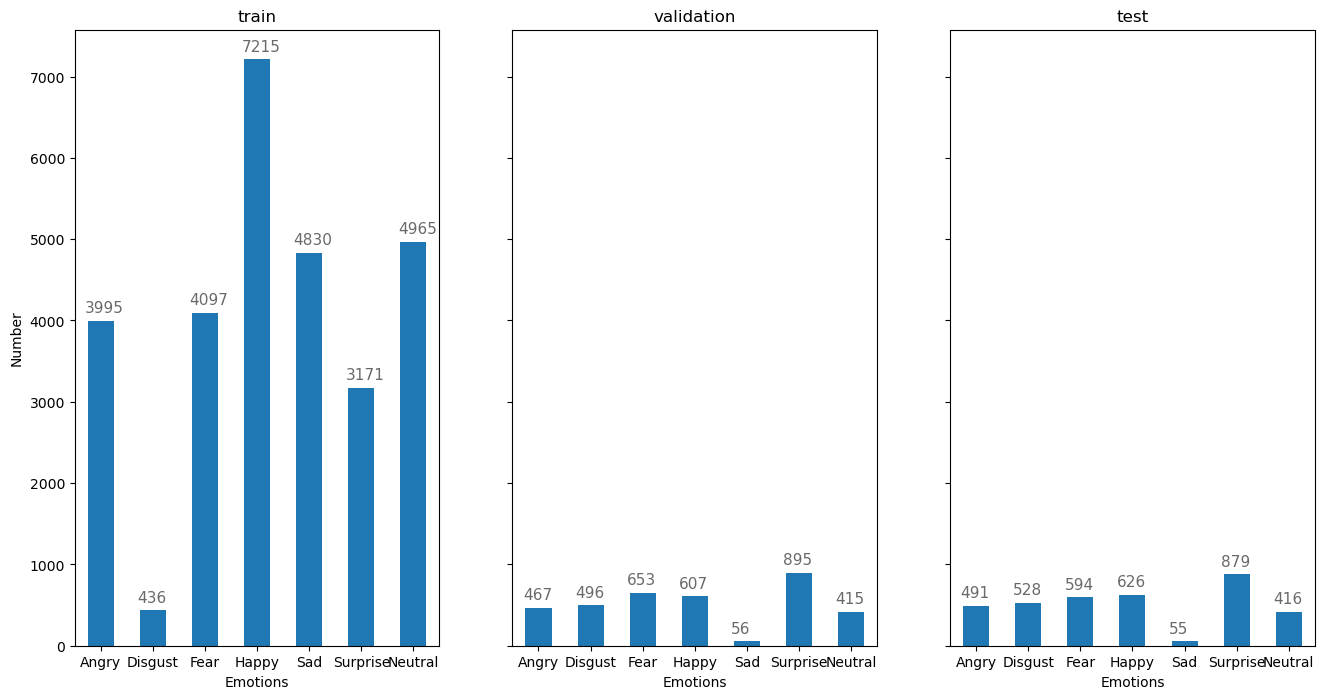 train
7215
7000
6000
5000
4000
3000
2000
1000
0
Number
3995
436
4097
4830
3171
4965
Angry Disgust Fear Happy Sad Surprise Neutral
Emotions
validation
467
496
653
607
56
895
415
Angry Disgust Fear Happy Sad Surprise Neutral
Emotions
test
491
528
594
626
55
879
416
Angry Disgust Fear Happy Sad Surprise Neutral
Emotions